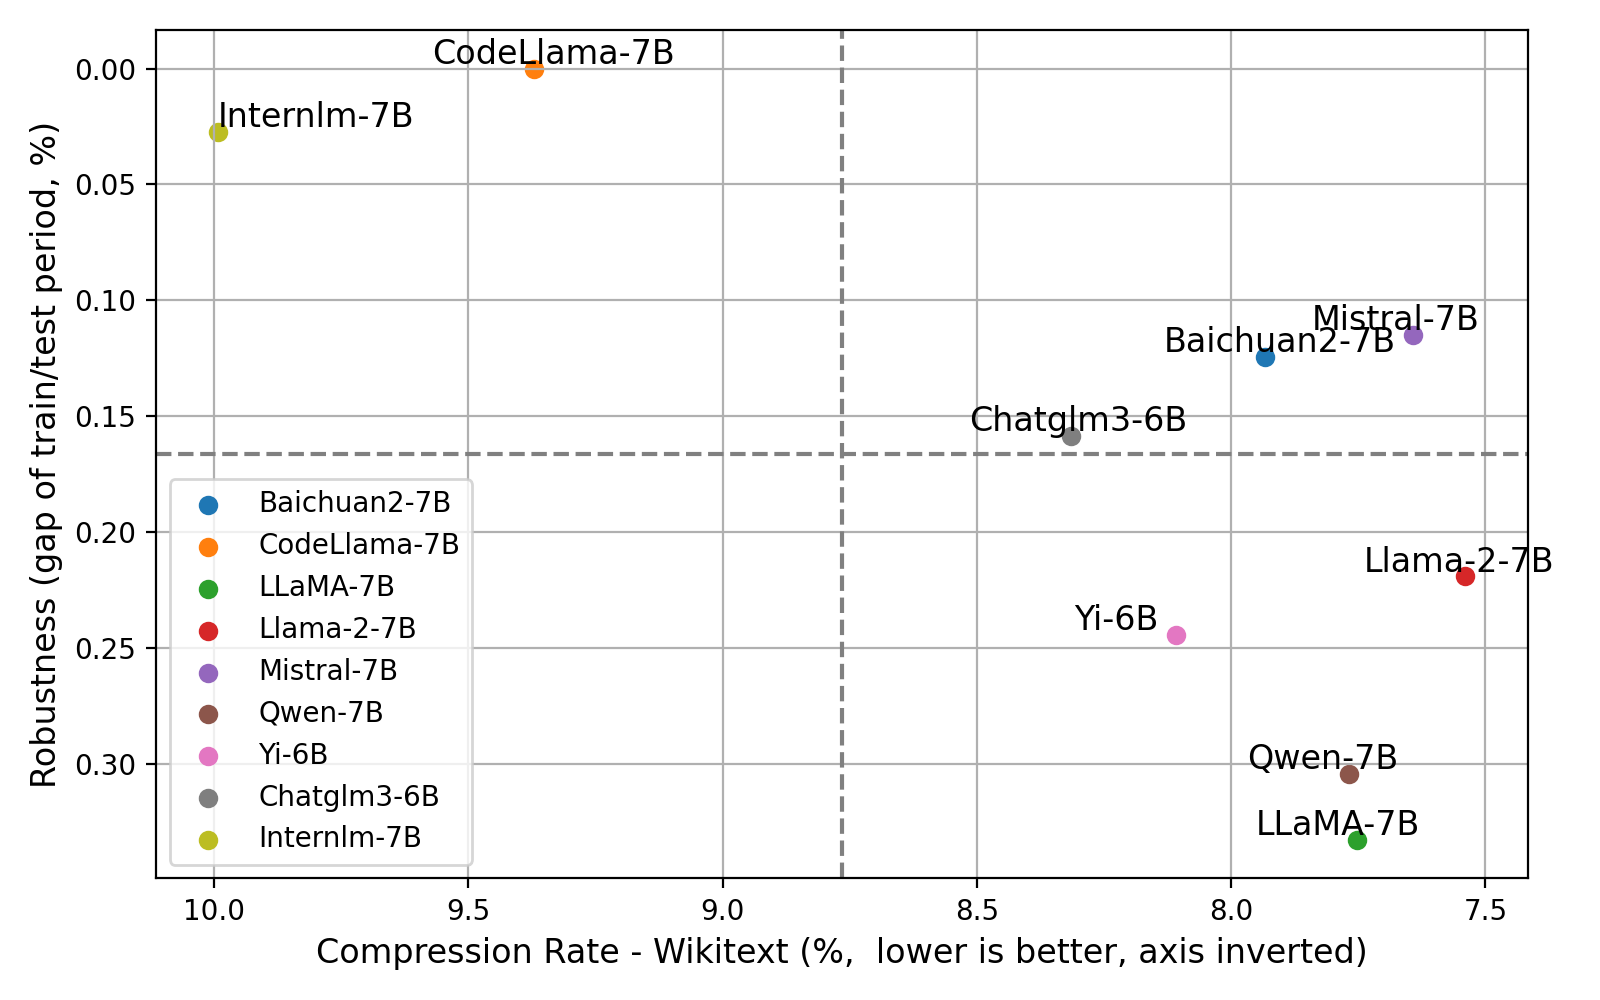 CodeLlama-7B
Internlm-7B
Mistral-7B
Baichuan2-7B
Chatglm3-6B
Llama-2-7B
Yi-6B
Qwen-7B
LLaMA-7B
Robustness (gap of train/test period, %)
0.00
0.05
0.10
0.15
0.20
0.25
0.30
Baichuan2-7B
CodeLlama-7B
LLaMA-7B
Llama-2-7B
Mistral-7B
Qwen-7B
Yi-6B
Chatglm3-6B
Internlm-7B
10.0 9.5 9.0 8.5 8.0 7.5
Compression Rate - Wikitext (%,  lower is better, axis inverted)